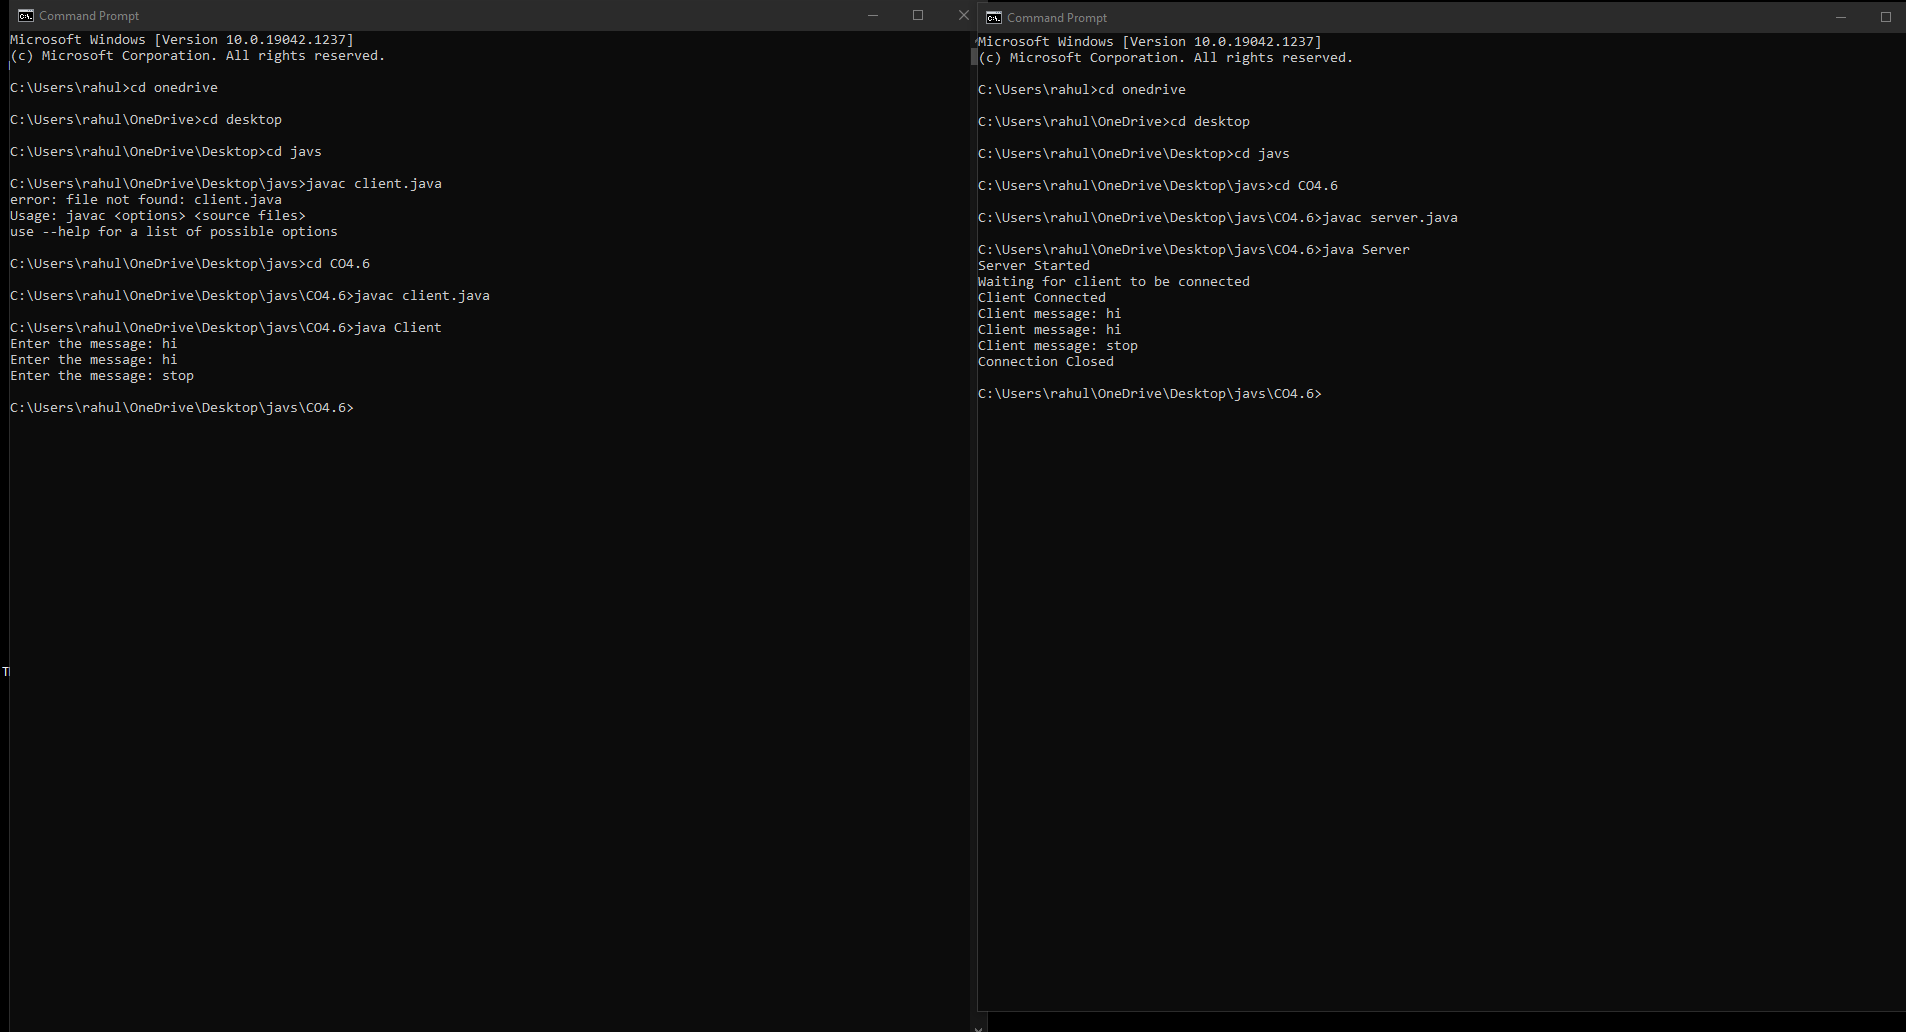 Command Prompt
Microsoft Windows [Version 10.0.19042.1237]
(c) Microsoft Corporation. All rights reserved.
C:\Users\rahul>cd onedrive
C:\Users\rahul\OneDrive>cd desktop
C:\Users\rahul\OneDrive\Desktop>cd javs
C:\Users\rahul\OneDrive\Desktop\javs>javac client.java
error: file not found: client.java
Usage: javac <options> <source files>
use --help for a list of possible options
C:\Users\rahul\OneDrive\Desktop\javs>cd CO4.6
C:\Users\rahul\OneDrive\Desktop\javs\CO4.6>javac client.java
C:\Users\rahul\OneDrive\Desktop\javs\CO4.6>java Client
Enter the message: hi
Enter the message: hi
Enter the message: stop
C:\Users\rahul\OneDrive\Desktop\javs\CO4.6>
Command Prompt
Microsoft Windows [Version 10.0.19042.1237]
(c) Microsoft Corporation. All rights reserved.
C:\Users\rahul>cd onedrive
C:\Users\rahul\OneDrive>cd desktop
C:\Users\rahul\OneDrive\Desktop>cd javs
C:\Users\rahul\OneDrive\Desktop\javs>cd CO4.6
C:\Users\rahul\OneDrive\Desktop\javs\CO4.6>javac server.java
C:\Users\rahul\OneDrive\Desktop\javs\CO4.6>java Server
Server Started
Waiting for client to be connected
Client Connected
Client message: hi
Client message: hi
Client message: stop
Connection Closed
C:\Users\rahul\OneDrive\Desktop\javs\CO4.6>